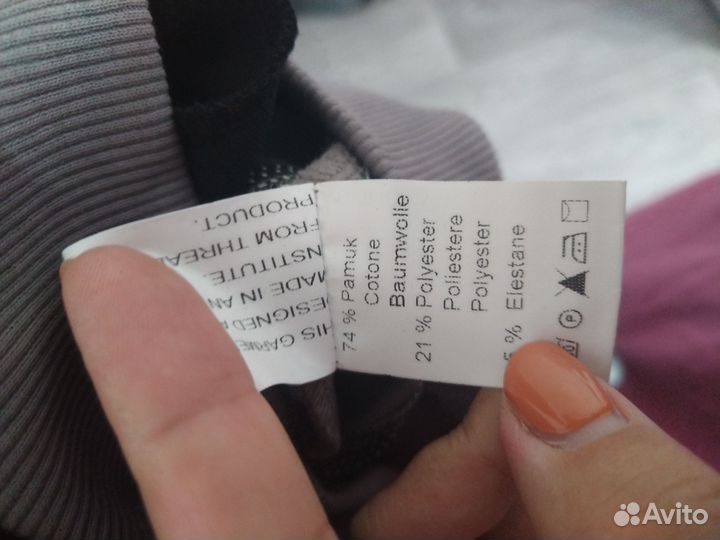 74 % Pamuk
Cotone
Baumwolle
21 % Polyester
Poliestere
Polyester
5 % Elestane
HIS GARME
DESIGNED
MADE IN AN
NSTITUTE.
FROM THREA
PRODUCT.
Avito